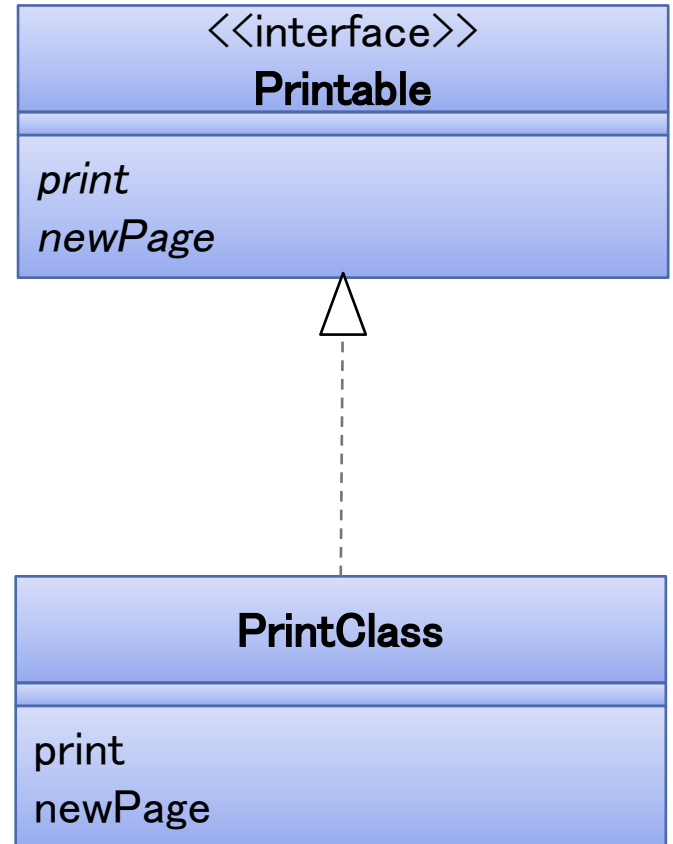 <<interface>>
Printable
print
newPage
PrintClass
print
newPage